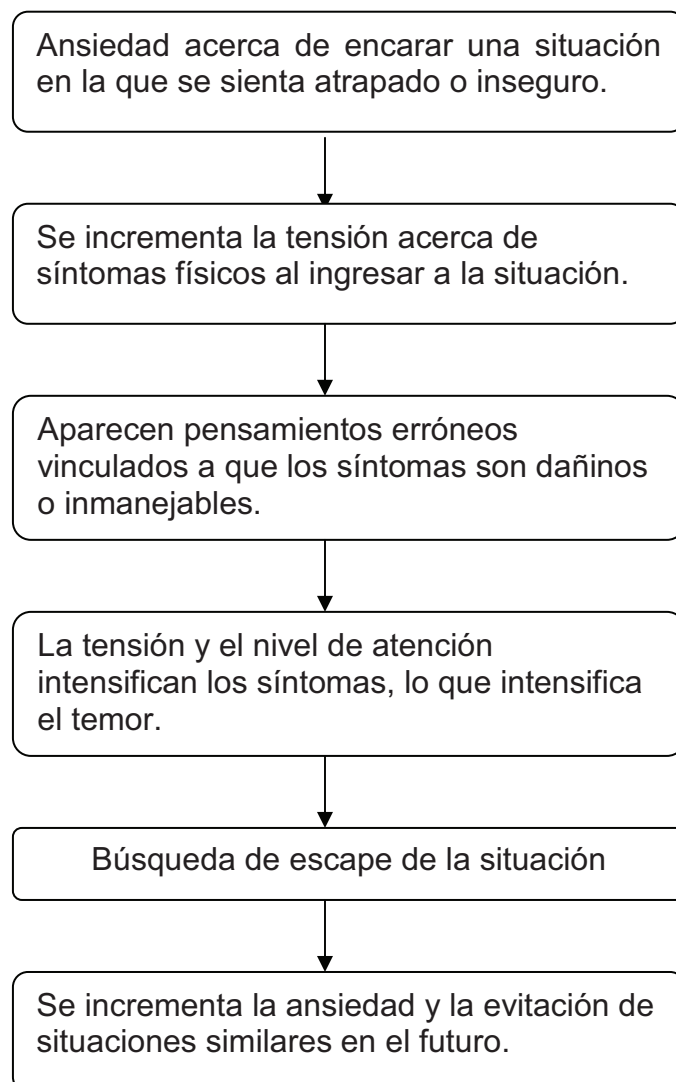 Ansiedad acerca de encarar una situación
en la que se sienta atrapado o inseguro.
Se incrementa la tensión acerca de
síntomas físicos al ingresar a la situación.
Aparecen pensamientos erróneos
vinculados a que los síntomas son dañinos
o inmanejables.
La tensión y el nivel de atención
intensifican los síntomas, lo que intensifica
el temor.
Búsqueda de escape de la situación
Se incrementa la ansiedad y la evitación de
situaciones similares en el futuro.